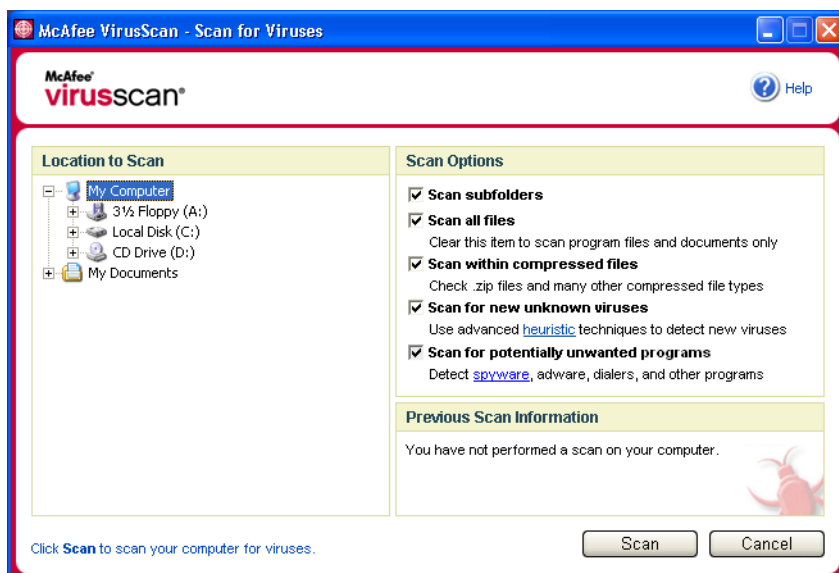 McAfee VirusScan - Scan for Viruses
McAfee®
virusscan®
Help
Location to Scan
My Computer
3½ Floppy (A:)
Local Disk (C:)
CD Drive (D:)
My Documents
Scan Options
Scan subfolders
Scan all files
Clear this item to scan program files and documents only
Scan within compressed files
Check .zip files and many other compressed file types
Scan for new unknown viruses
Use advanced heuristic techniques to detect new viruses
Scan for potentially unwanted programs
Detect spyware, adware, dialers, and other programs
Previous Scan Information
You have not performed a scan on your computer.
Click Scan to scan your computer for viruses.
Scan
Cancel